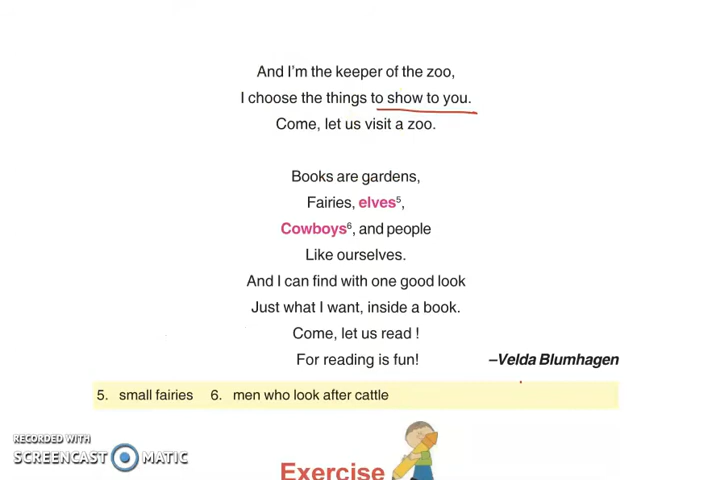 And I'm the keeper of the zoo,
I choose the things to show to you.
Come, let us visit a zoo.
Books are gardens,
Fairies, elves⁵,
Cowboys⁶, and people
Like ourselves.
And I can find with one good look
Just what I want, inside a book.
Come, let us read !
For reading is fun! –Velda Blumhagen
5. small fairies 6. men who look after cattle
RECORDED WITH
SCREENCAST MATIC
Exercise